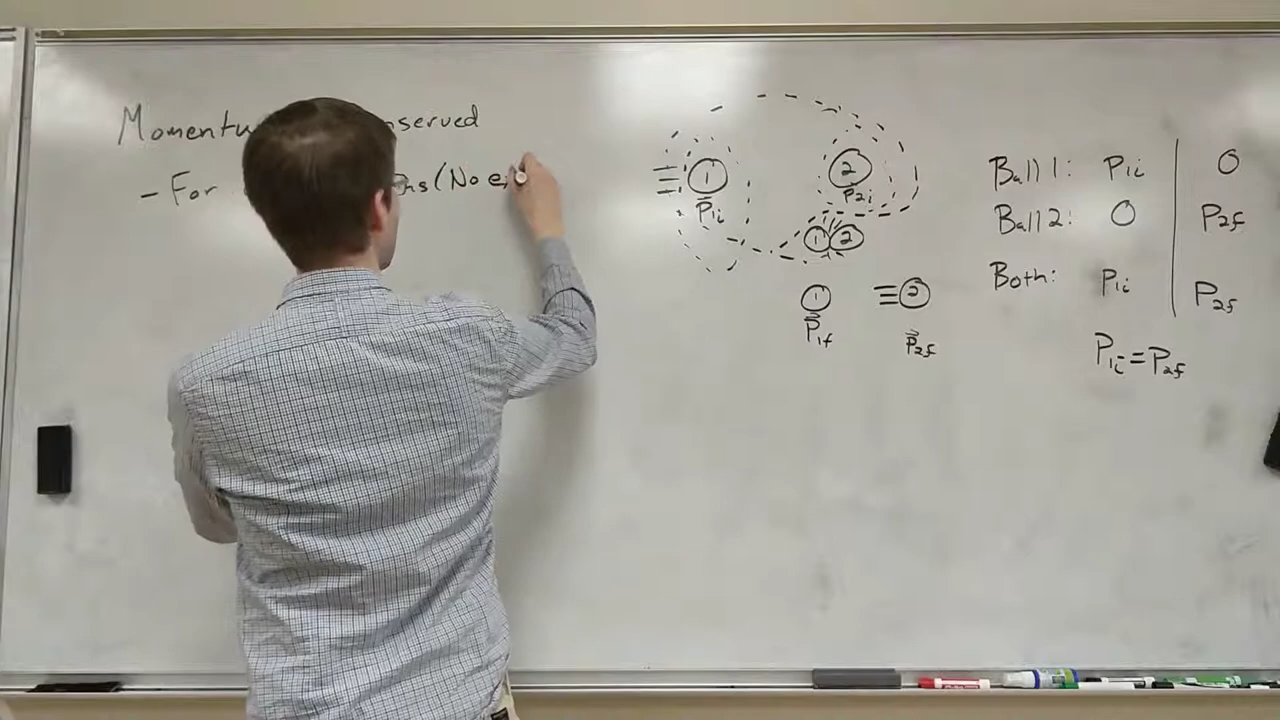 Momentu nserved
- For ns (No e
1 2
P1i P2i
1 2
1 2
P1f P2f
Ball 1: P1i 0
Ball 2: 0 P2f
Both: P1i P2f
P1i = P2f